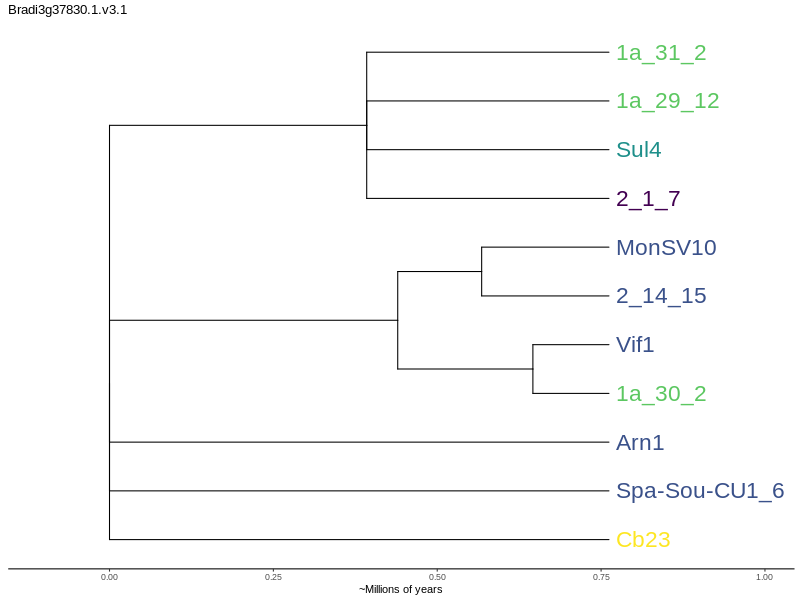 Bradi3g37830.1.v3.1
1a_31_2
1a_29_12
Sul4
2_1_7
MonSV10
2_14_15
Vif1
1a_30_2
Arn1
Spa-Sou-CU1_6
Cb23
0.00 0.25 0.50 0.75 1.00
~Millions of years